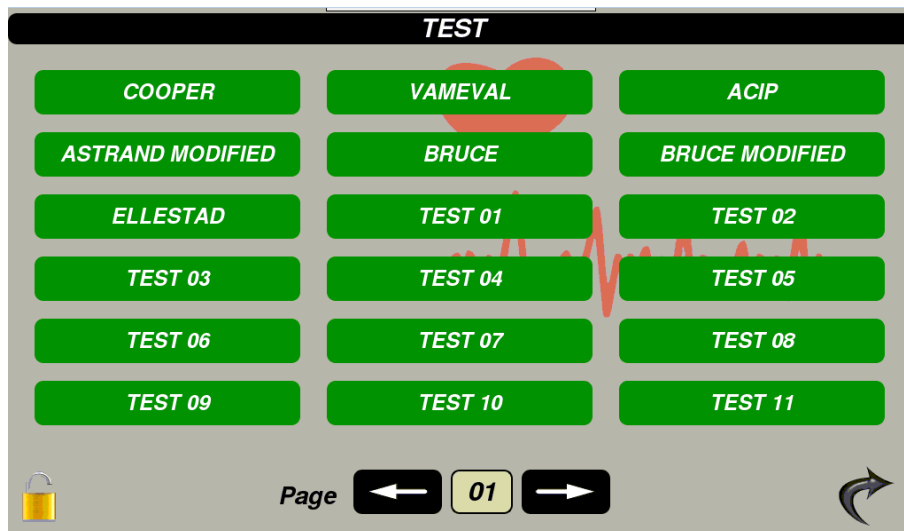 TEST
COOPER VAMEVAL ACIP
ASTRAND MODIFIED BRUCE BRUCE MODIFIED
ELLESTAD TEST 01 TEST 02
TEST 03 TEST 04 TEST 05
TEST 06 TEST 07 TEST 08
TEST 09 TEST 10 TEST 11
Page 01